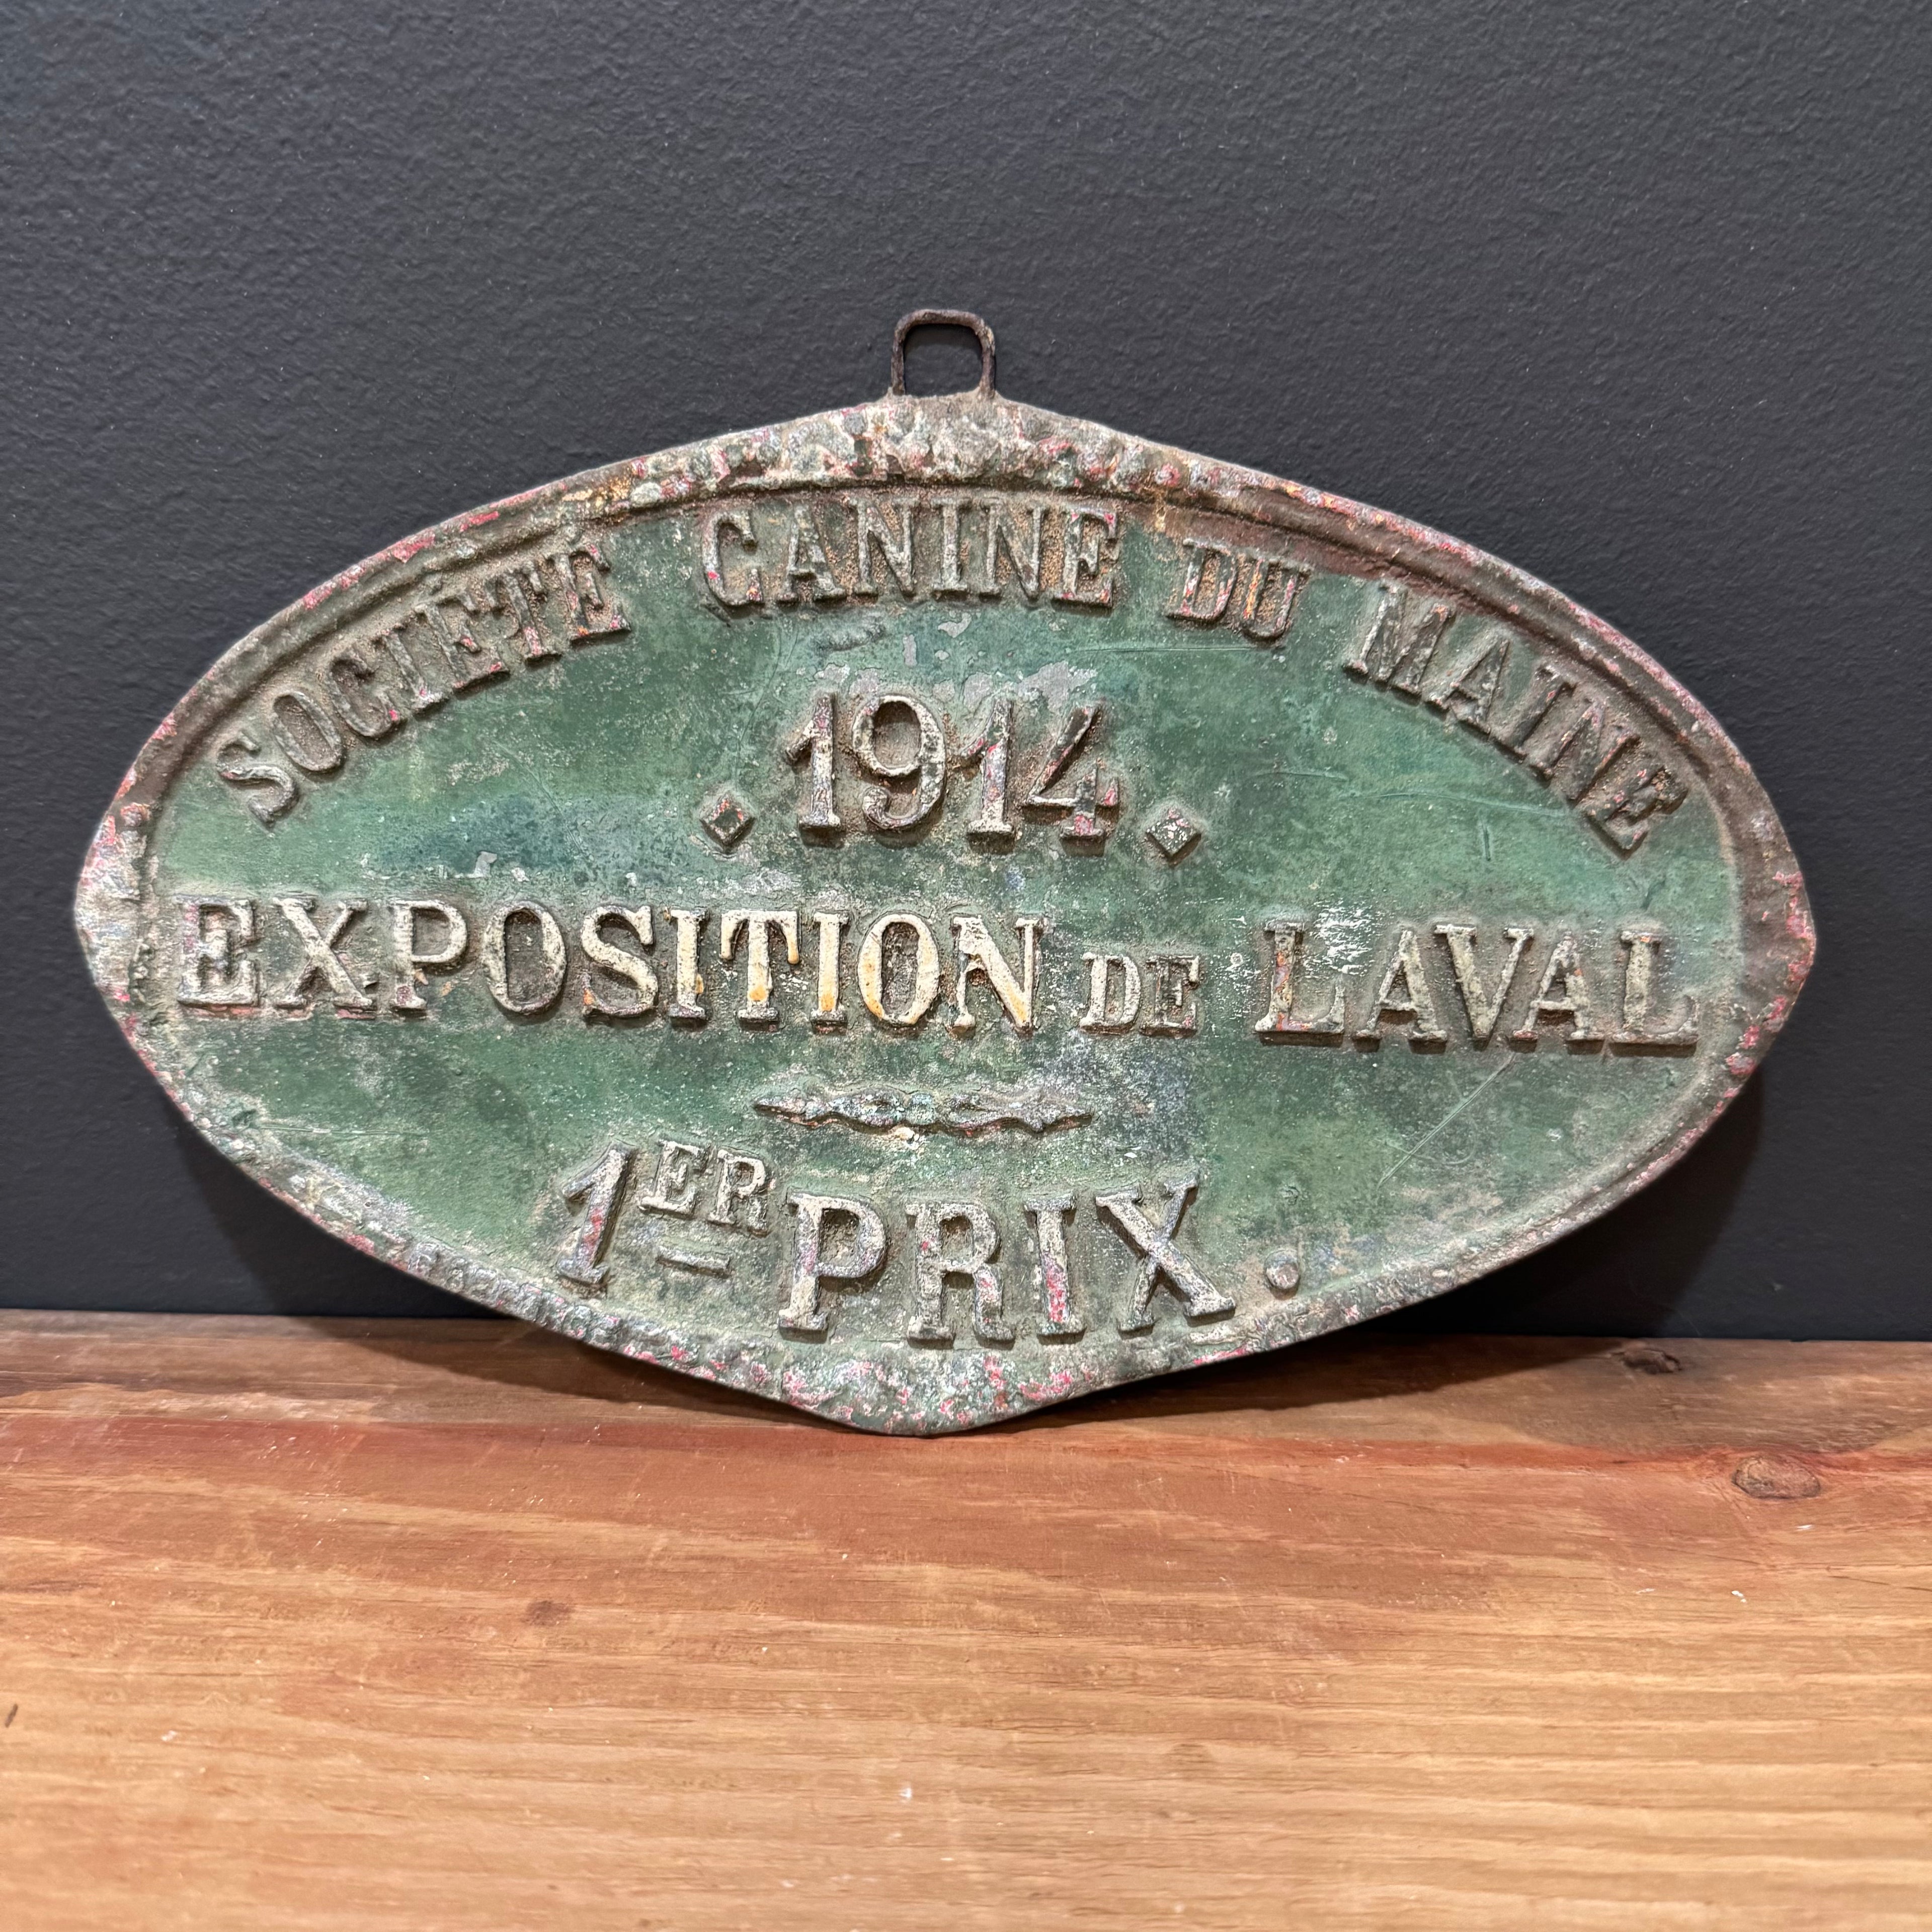 SOCIÉTÉ CANINE DU MAINE
1914
EXPOSITION DE LAVAL
1ER PRIX.